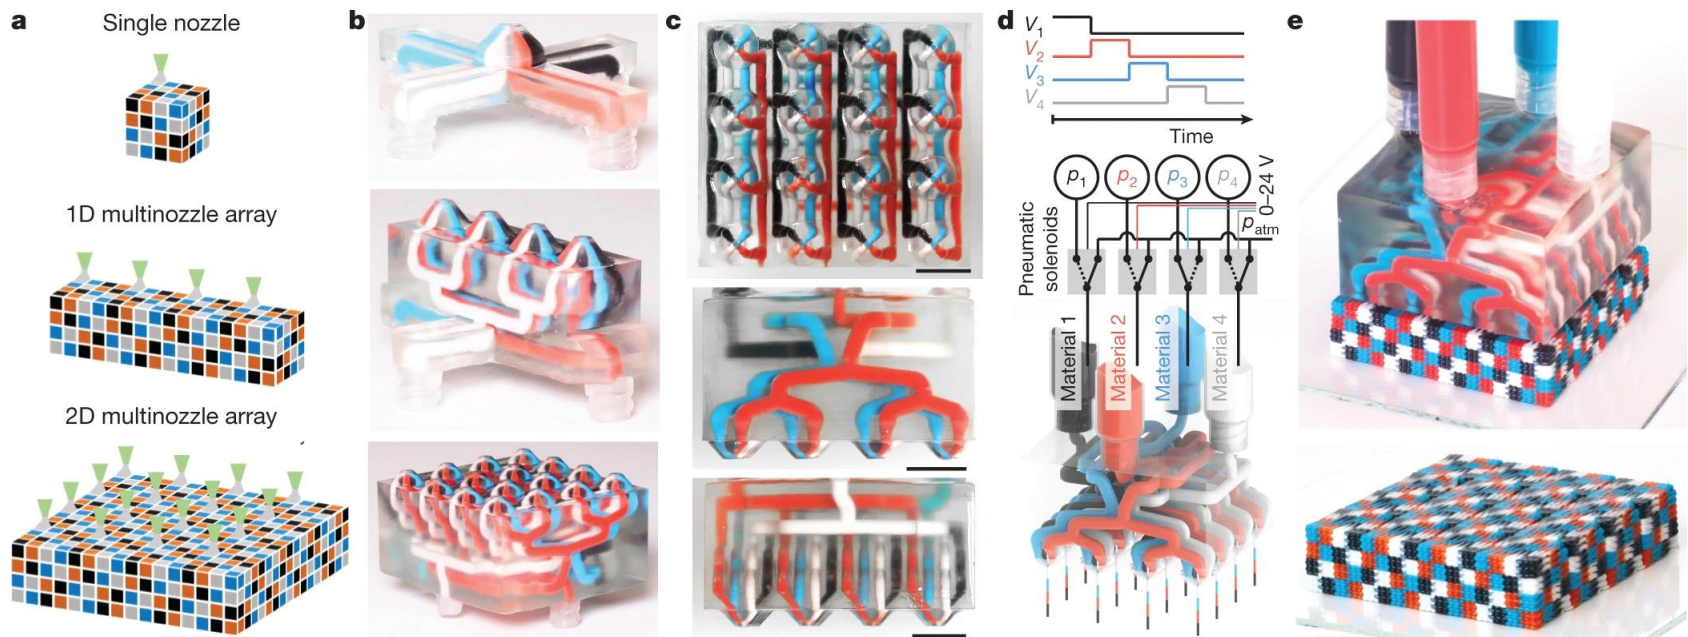 a
Single nozzle
1D multinozzle array
2D multinozzle array
b
c
d
V1
V2
V3
V4
Time
p1
p2
p3
p4
0–24 V
patm
Pneumatic
solenoids
Material 1
Material 2
Material 3
Material 4
e